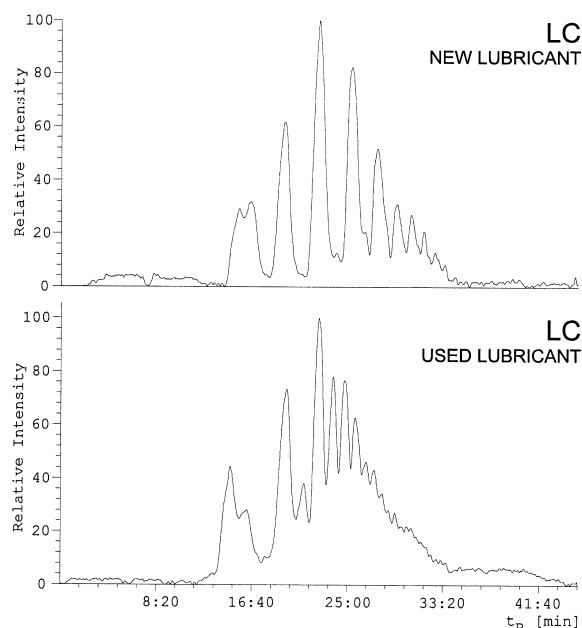 LC
NEW LUBRICANT
Relative Intensity
100
80
60
40
20
0
LC
USED LUBRICANT
Relative Intensity
100
80
60
40
20
0
8:20 16:40 25:00 33:20 41:40
t_R [min]